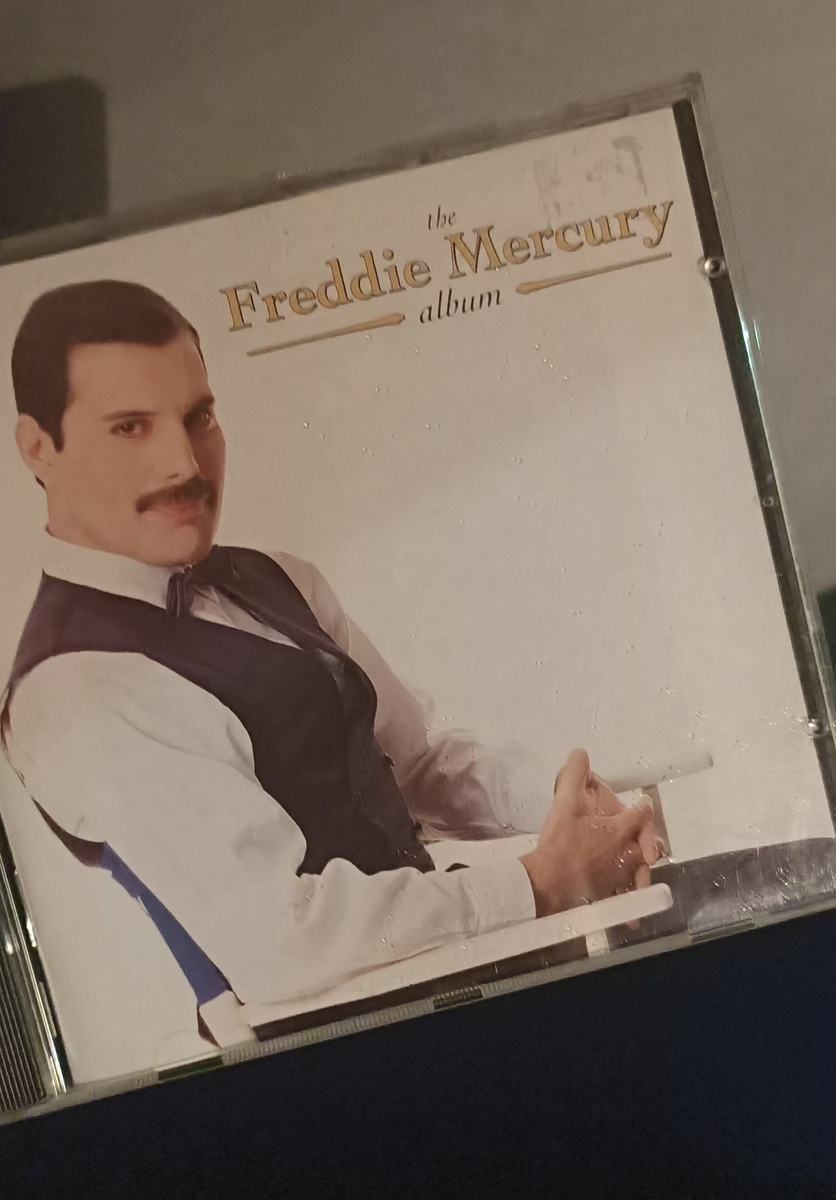 the
Freddie Mercury
album